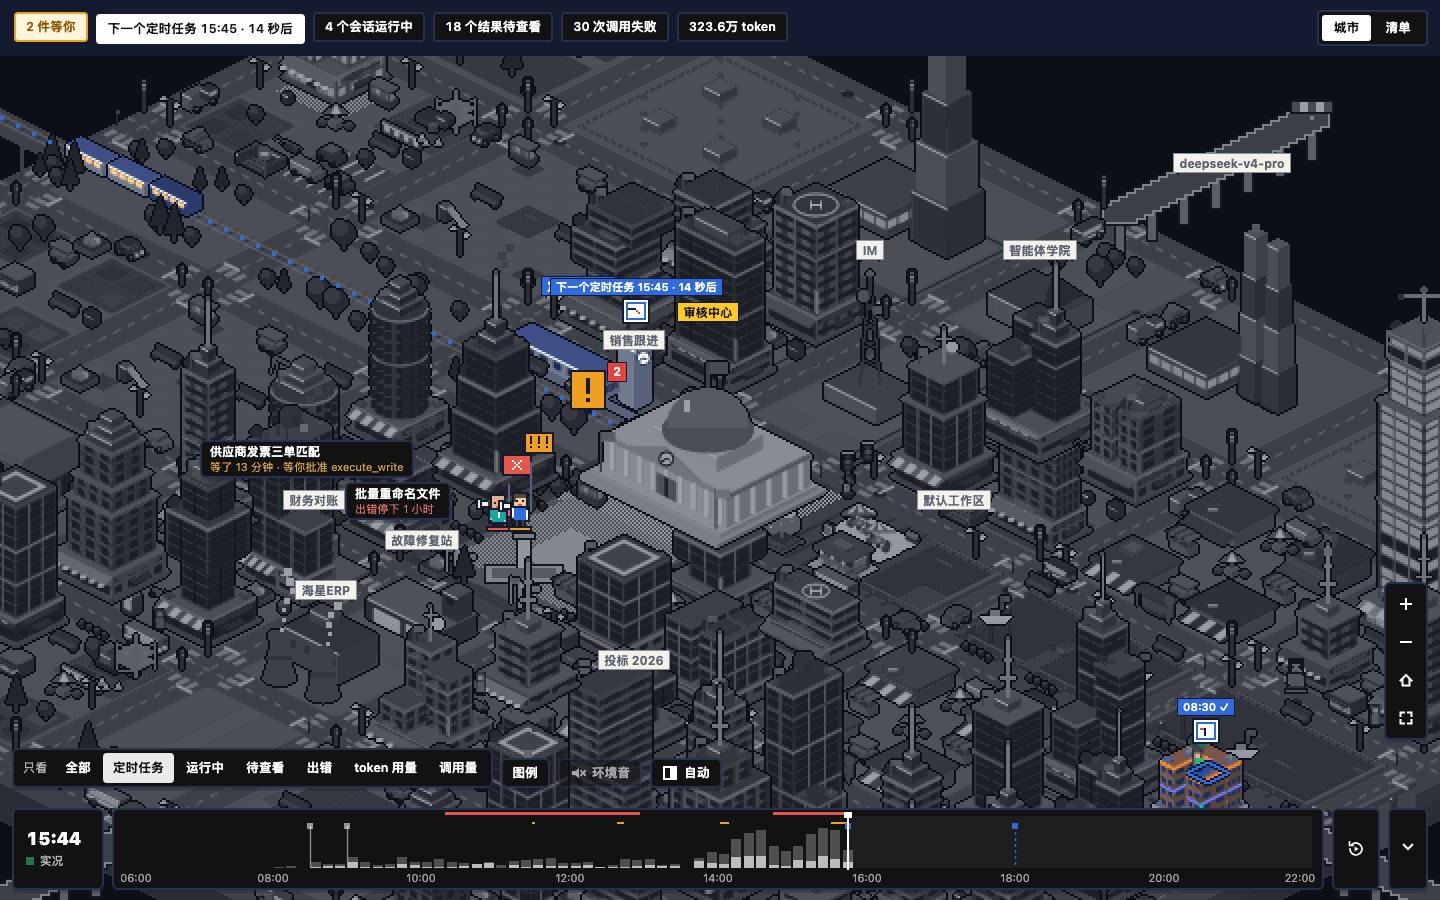 2 件等你
下一个定时任务 15:45 · 14 秒后
4 个会话运行中
18 个结果待查看
30 次调用失败
323.6万 token
城市
清单
deepseek-v4-pro
IM
智能体学院
下一个定时任务 15:45 · 14 秒后
审核中心
销售跟进
2
!
!!!
供应商发票三单匹配
等了 13 分钟 · 等你批准 execute_write
财务对账
批量重命名文件
出错停下 1 小时
默认工作区
故障修复站
海星ERP
投标 2026
08:30 ✓
只看
全部
定时任务
运行中
待查看
出错
token 用量
调用量
图例
环境音
自动
15:44
实况
06:00
08:00
10:00
12:00
14:00
16:00
18:00
20:00
22:00